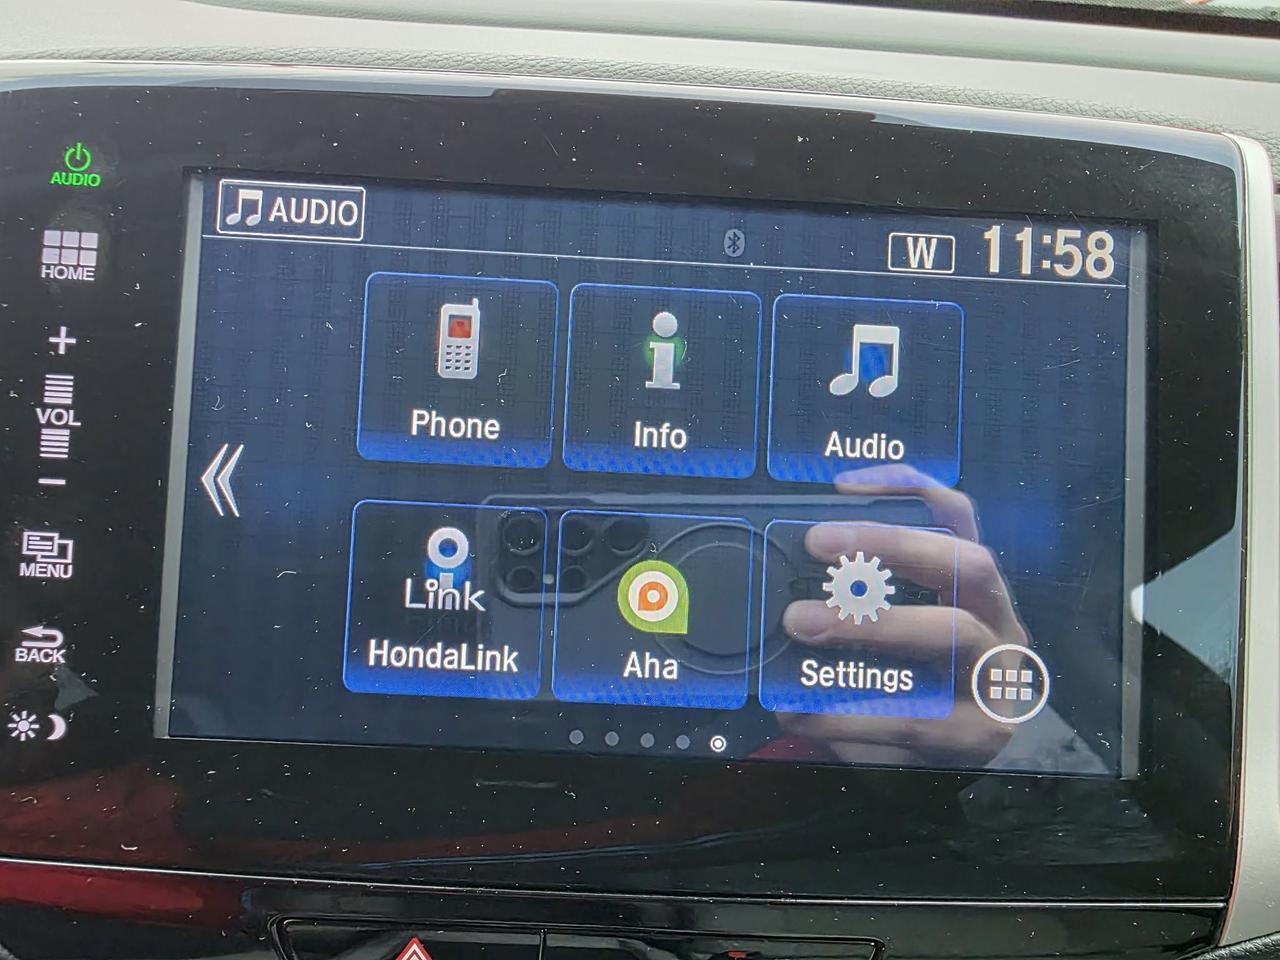 AUDIO
HOME
+
VOL
−
MENU
BACK
AUDIO
W
11:58
Phone
Info
Audio
Link
HondaLink
Aha
Settings